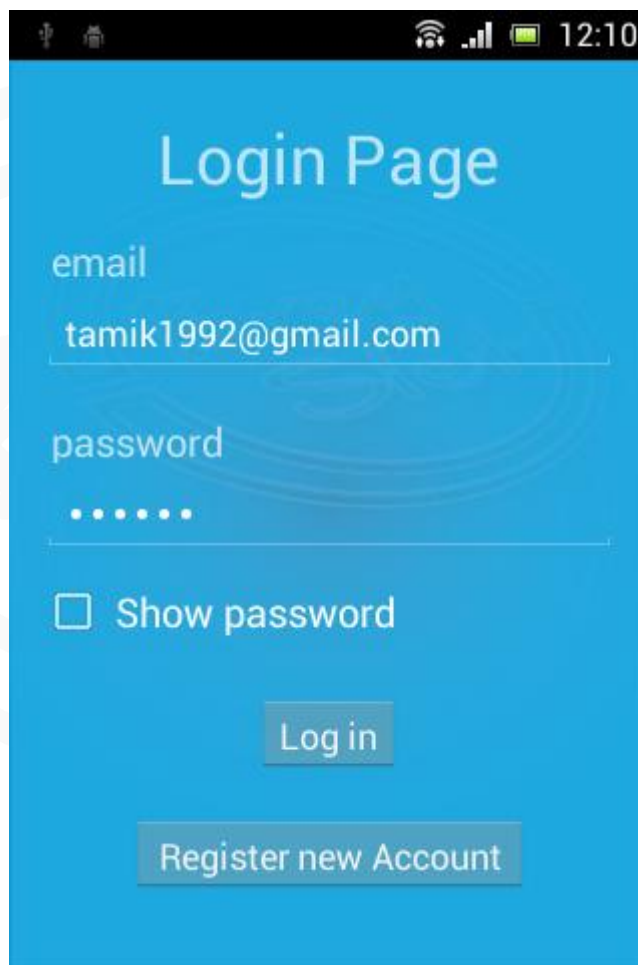 12:10
Login Page
email
tamik1992@gmail.com
password
••••••
Show password
Log in
Register new Account